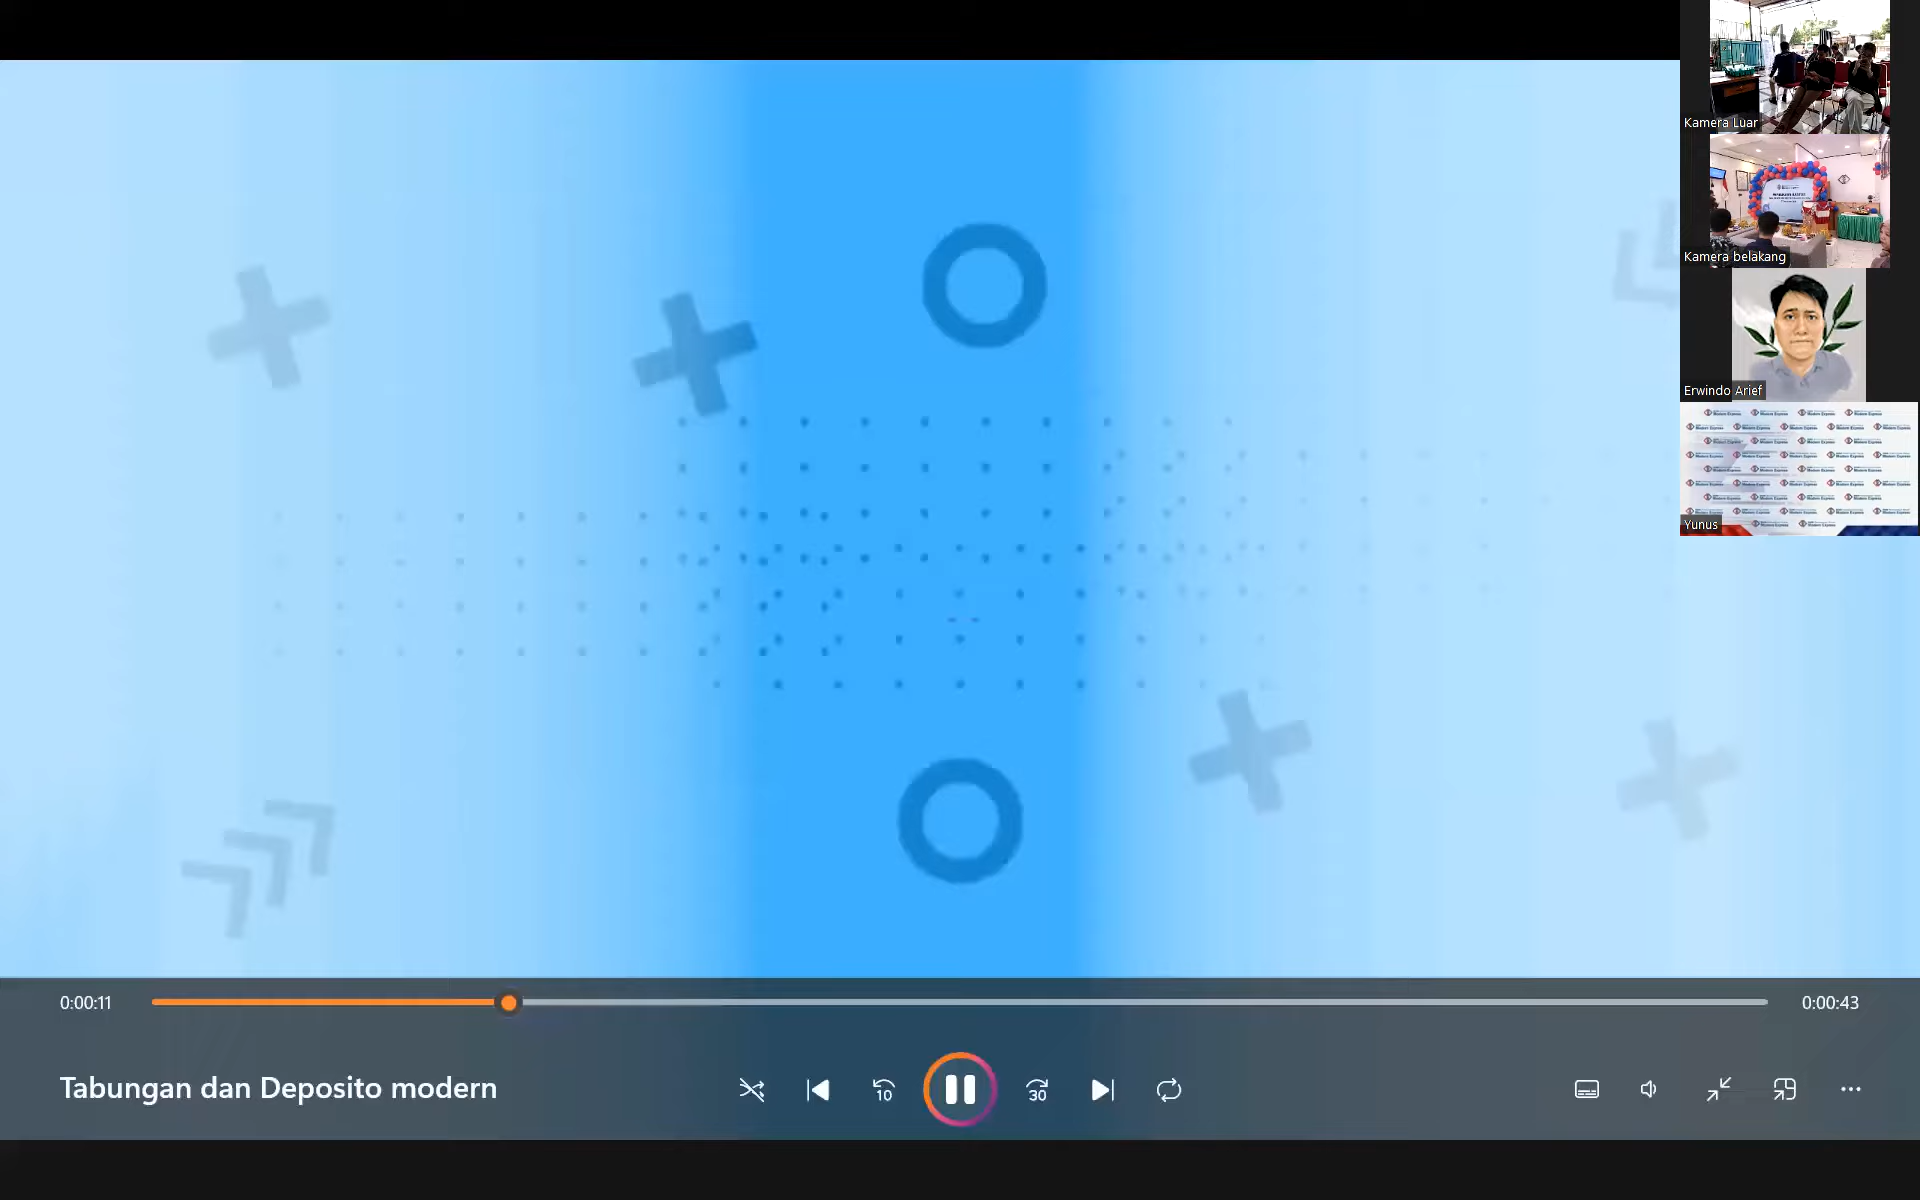 Kamera Luar
Kamera belakang
Erwindo Arief
Yunus
0:00:11
0:00:43
Tabungan dan Deposito modern
10
30